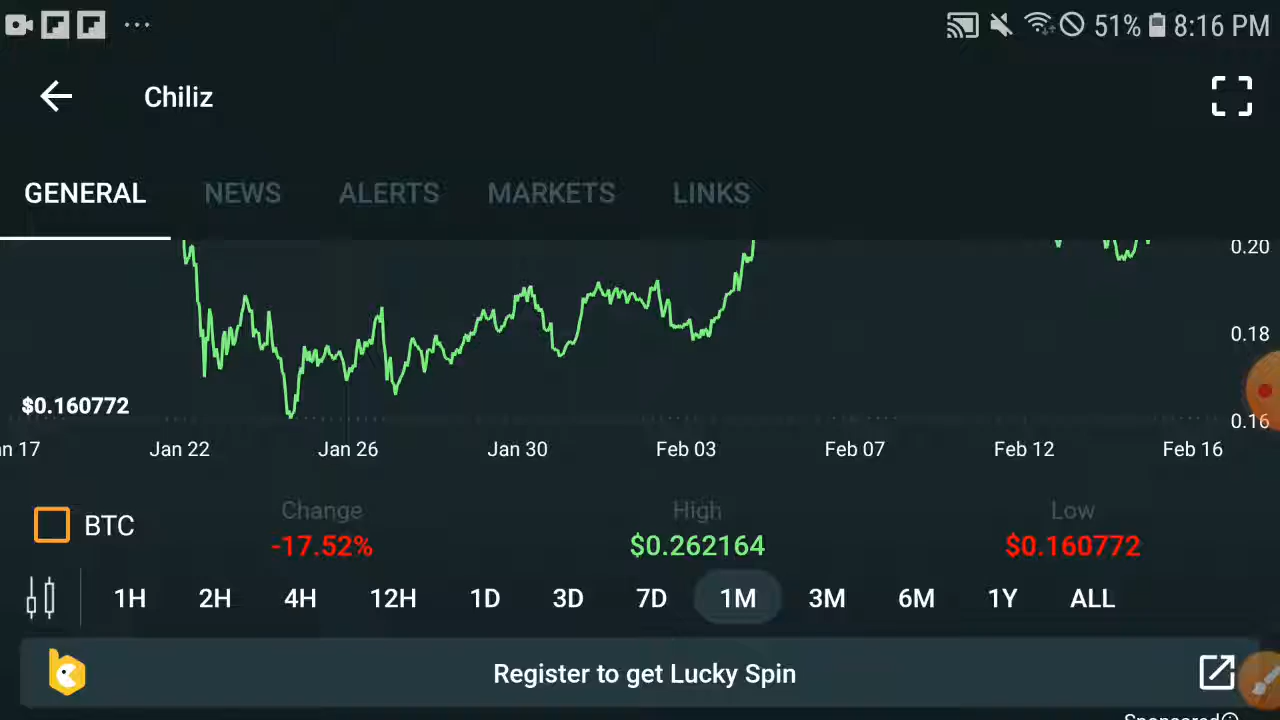 51% 8:16 PM
Chiliz
GENERAL NEWS ALERTS MARKETS LINKS
0.20
0.18
$0.160772
0.16
n 17 Jan 22 Jan 26 Jan 30 Feb 03 Feb 07 Feb 12 Feb 16
Change High Low
BTC -17.52% $0.262164 $0.160772
1H 2H 4H 12H 1D 3D 7D 1M 3M 6M 1Y ALL
Register to get Lucky Spin
Sponsored